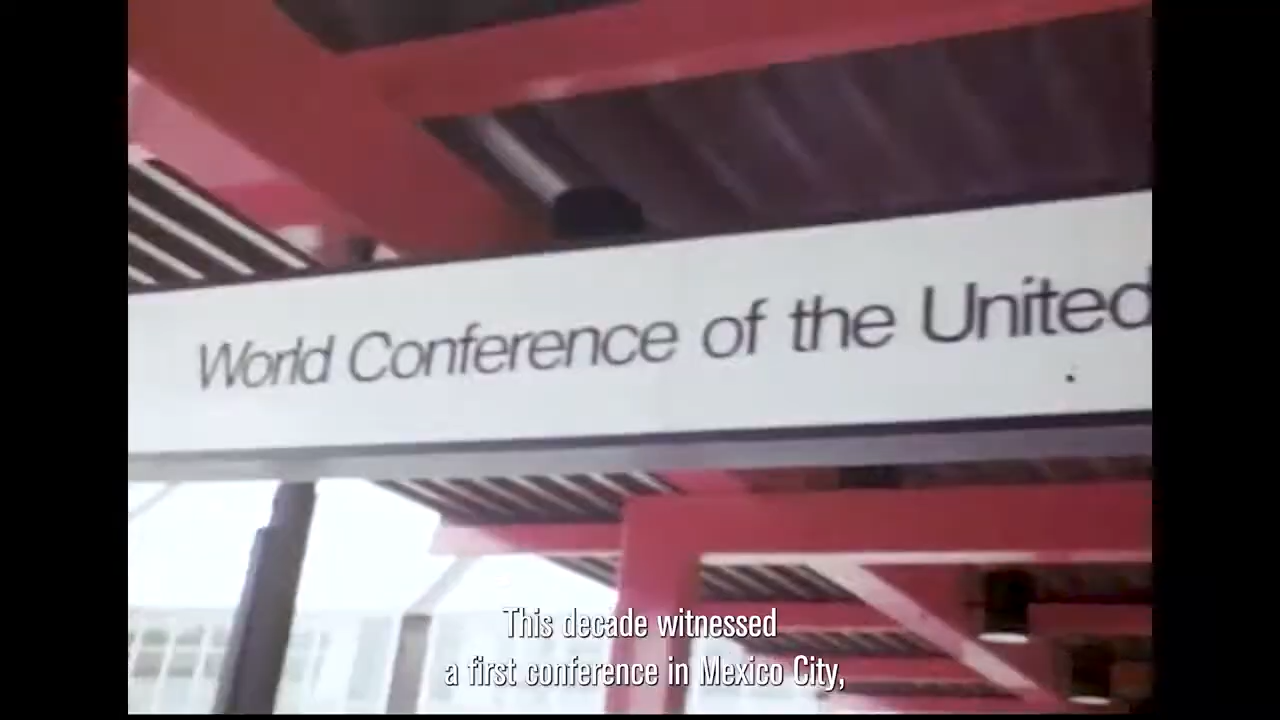 World Conference of the United
This decade witnessed
a first conference in Mexico City,